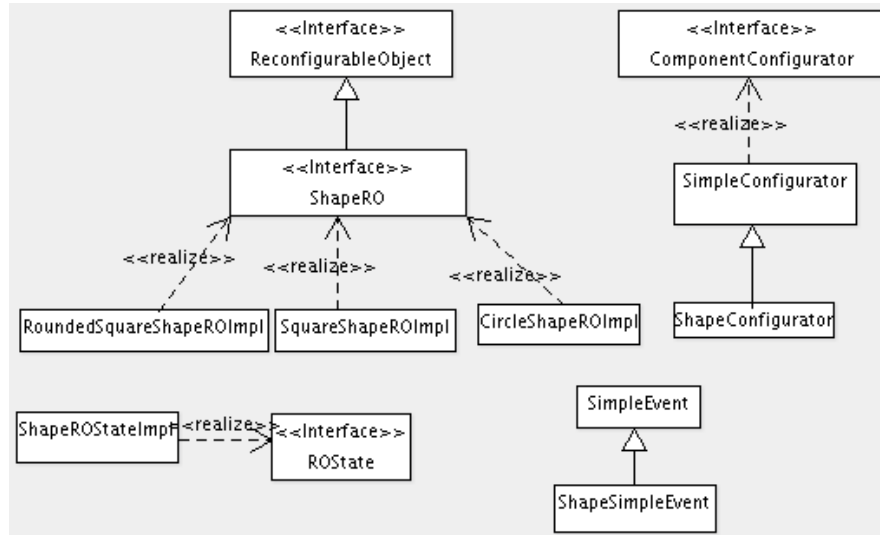 <<Interface>>
ReconfigurableObject
<<Interface>>
ComponentConfigurator
<<realize>>
<<Interface>>
ShapeRO
SimpleConfigurator
<<realize>>
<<realize>>
<<realize>>
RoundedSquareShapeROImpl
SquareShapeROImpl
CircleShapeROImpl
ShapeConfigurator
ShapeROStateImpl
<<realize>>
<<Interface>>
ROState
SimpleEvent
ShapeSimpleEvent